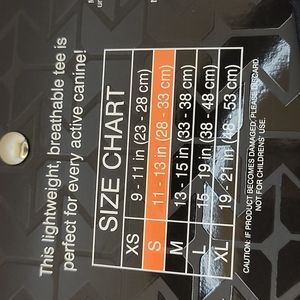 This lightweight, breathable tee is
perfect for every active canine!
SIZE CHART
XS 9 - 11 in (23 - 28 cm)
S 11 - 13 in (28 - 33 cm)
M 13 - 15 in (33 - 38 cm)
L 15 - 19 in (38 - 48 cm)
XL 19 - 21 in (48 - 53 cm)
CAUTION: IF PRODUCT BECOMES DAMAGED, PLEASE DISCARD.
NOT FOR CHILDRENS' USE.